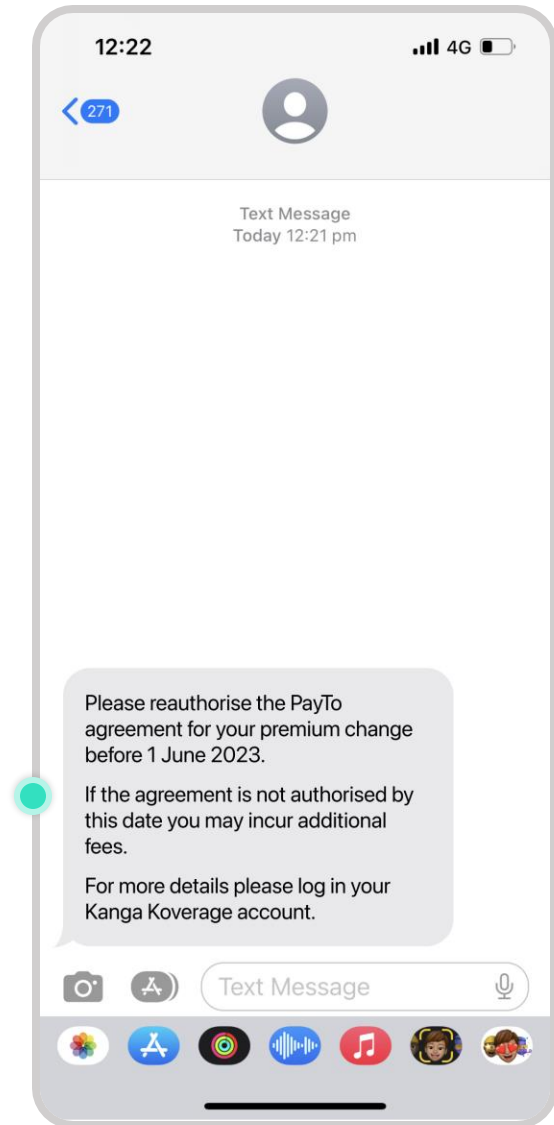 12:22
4G
271
Text Message
Today 12:21 pm
Please reauthorise the PayTo
agreement for your premium change
before 1 June 2023.
If the agreement is not authorised by
this date you may incur additional
fees.
For more details please log in your
Kanga Koverage account.
Text Message